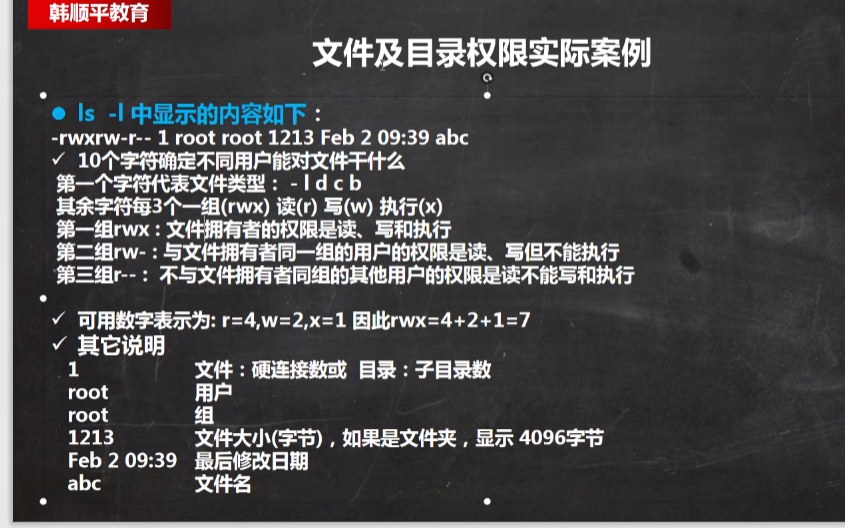 韩顺平教育
文件及目录权限实际案例
● ls -l 中显示的内容如下：
-rwxrw-r-- 1 root root 1213 Feb 2 09:39 abc
✓ 10个字符确定不同用户能对文件干什么
第一个字符代表文件类型： - l d c b
其余字符每3个一组(rwx) 读(r) 写(w) 执行(x)
第一组rwx : 文件拥有者的权限是读、写和执行
第二组rw- : 与文件拥有者同一组的用户的权限是读、写但不能执行
第三组r-- : 不与文件拥有者同组的其他用户的权限是读不能写和执行
✓ 可用数字表示为: r=4,w=2,x=1 因此rwx=4+2+1=7
✓ 其它说明
1 文件：硬连接数或 目录：子目录数
root 用户
root 组
1213 文件大小(字节)，如果是文件夹，显示 4096字节
Feb 2 09:39 最后修改日期
abc 文件名